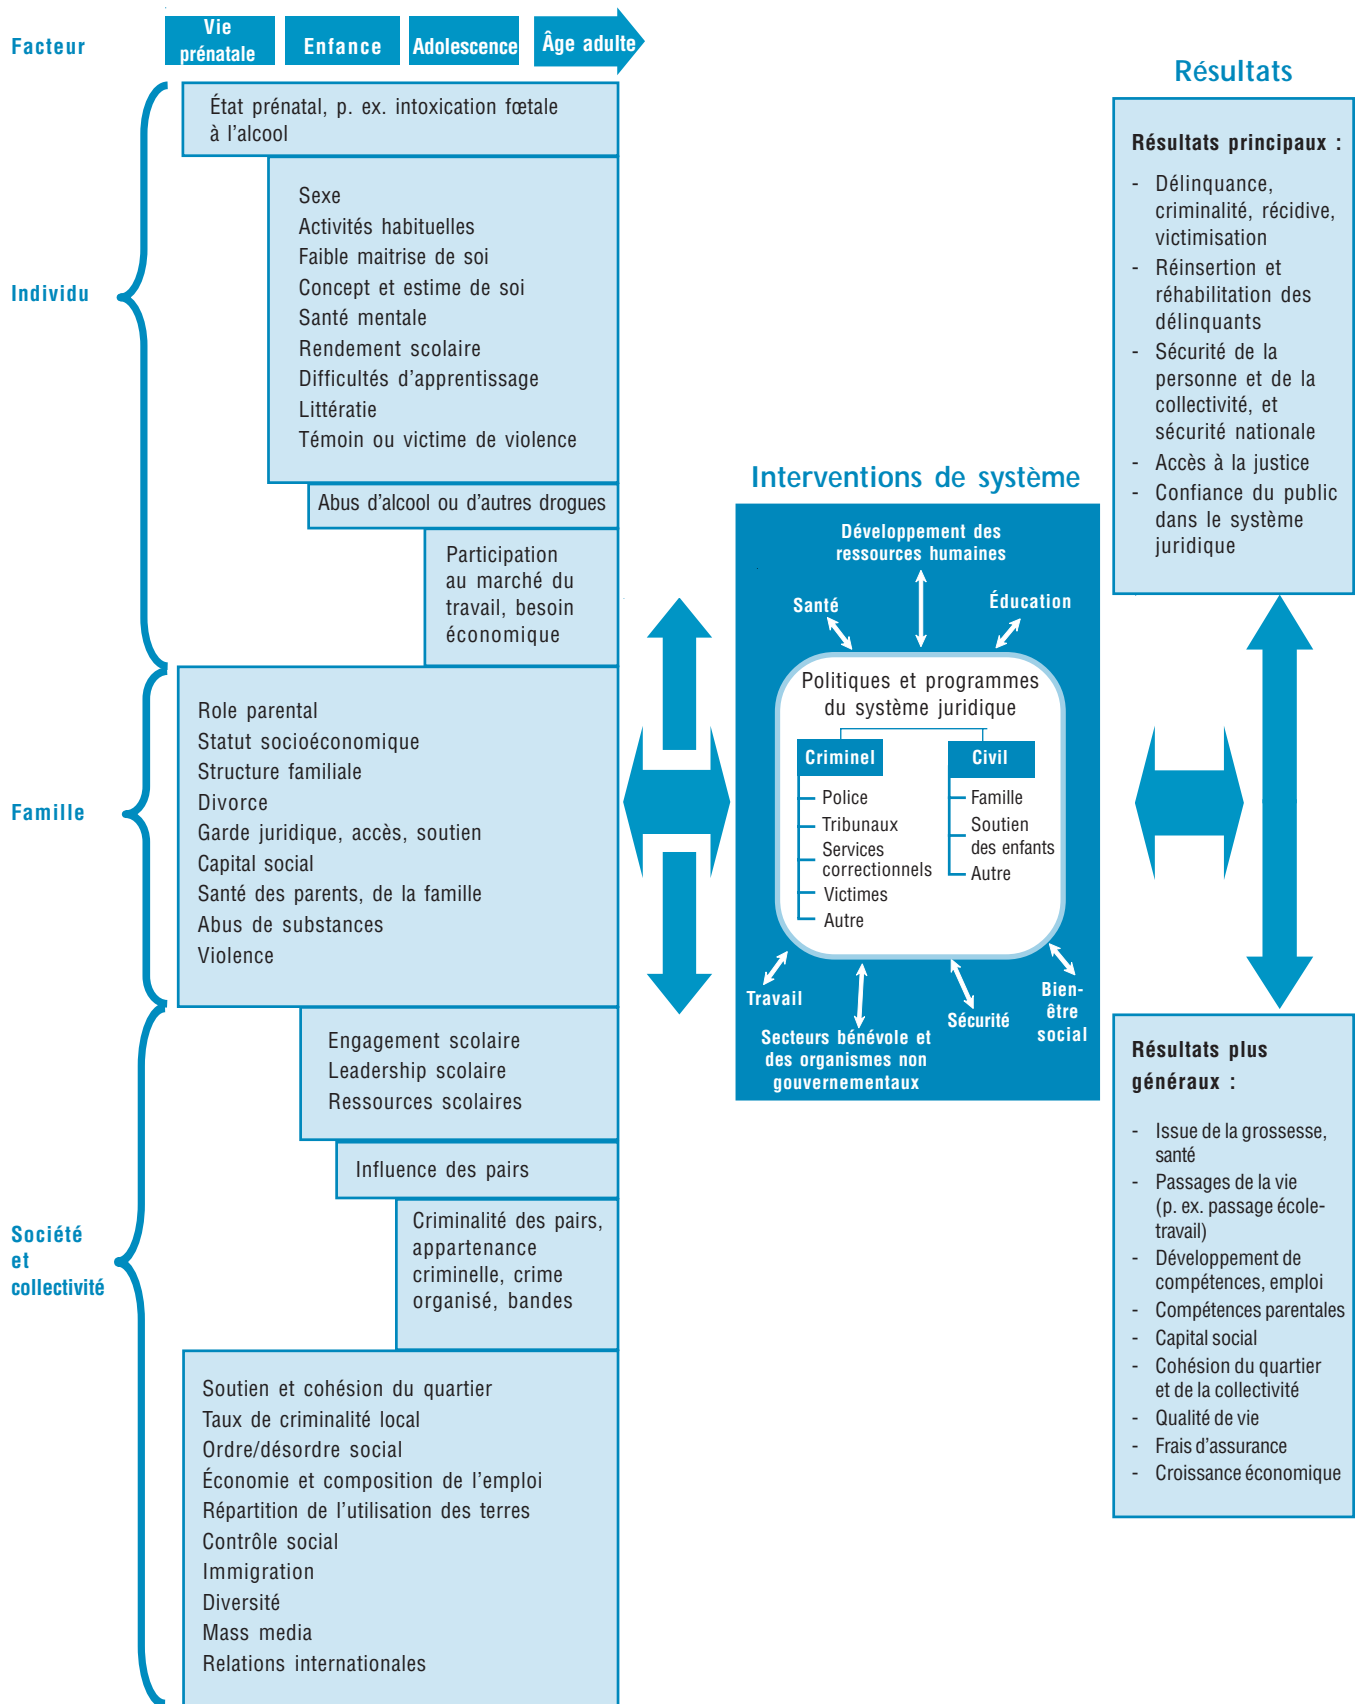 Facteur
Vie
prénatale
Enfance
Adolescence
Âge adulte
Individu
État prénatal, p. ex. intoxication fœtale
à l'alcool
Sexe
Activités habituelles
Faible maitrise de soi
Concept et estime de soi
Santé mentale
Rendement scolaire
Difficultés d'apprentissage
Littératie
Témoin ou victime de violence
Abus d'alcool ou d'autres drogues
Participation
au marché du
travail, besoin
économique
Famille
Role parental
Statut socioéconomique
Structure familiale
Divorce
Garde juridique, accès, soutien
Capital social
Santé des parents, de la famille
Abus de substances
Violence
Société
et
collectivité
Engagement scolaire
Leadership scolaire
Ressources scolaires
Influence des pairs
Criminalité des pairs,
appartenance
criminelle, crime
organisé, bandes
Soutien et cohésion du quartier
Taux de criminalité local
Ordre/désordre social
Économie et composition de l'emploi
Répartition de l'utilisation des terres
Contrôle social
Immigration
Diversité
Mass media
Relations internationales
Interventions de système
Développement des
ressources humaines
Santé
Éducation
Politiques et programmes
du système juridique
Criminel
Police
Tribunaux
Services
correctionnels
Victimes
Autre
Civil
Famille
Soutien
des enfants
Autre
Travail
Secteurs bénévole et
des organismes non
gouvernementaux
Sécurité
Bien-
être
social
Résultats
Résultats principaux :
- Délinquance,
criminalité, récidive,
victimisation
- Réinsertion et
réhabilitation des
délinquants
- Sécurité de la
personne et de la
collectivité, et
sécurité nationale
- Accès à la justice
- Confiance du public
dans le système
juridique
Résultats plus
généraux :
- Issue de la grossesse,
santé
- Passages de la vie
(p. ex. passage école-
travail)
- Développement de
compétences, emploi
- Compétences parentales
- Capital social
- Cohésion du quartier
et de la collectivité
- Qualité de vie
- Frais d'assurance
- Croissance économique